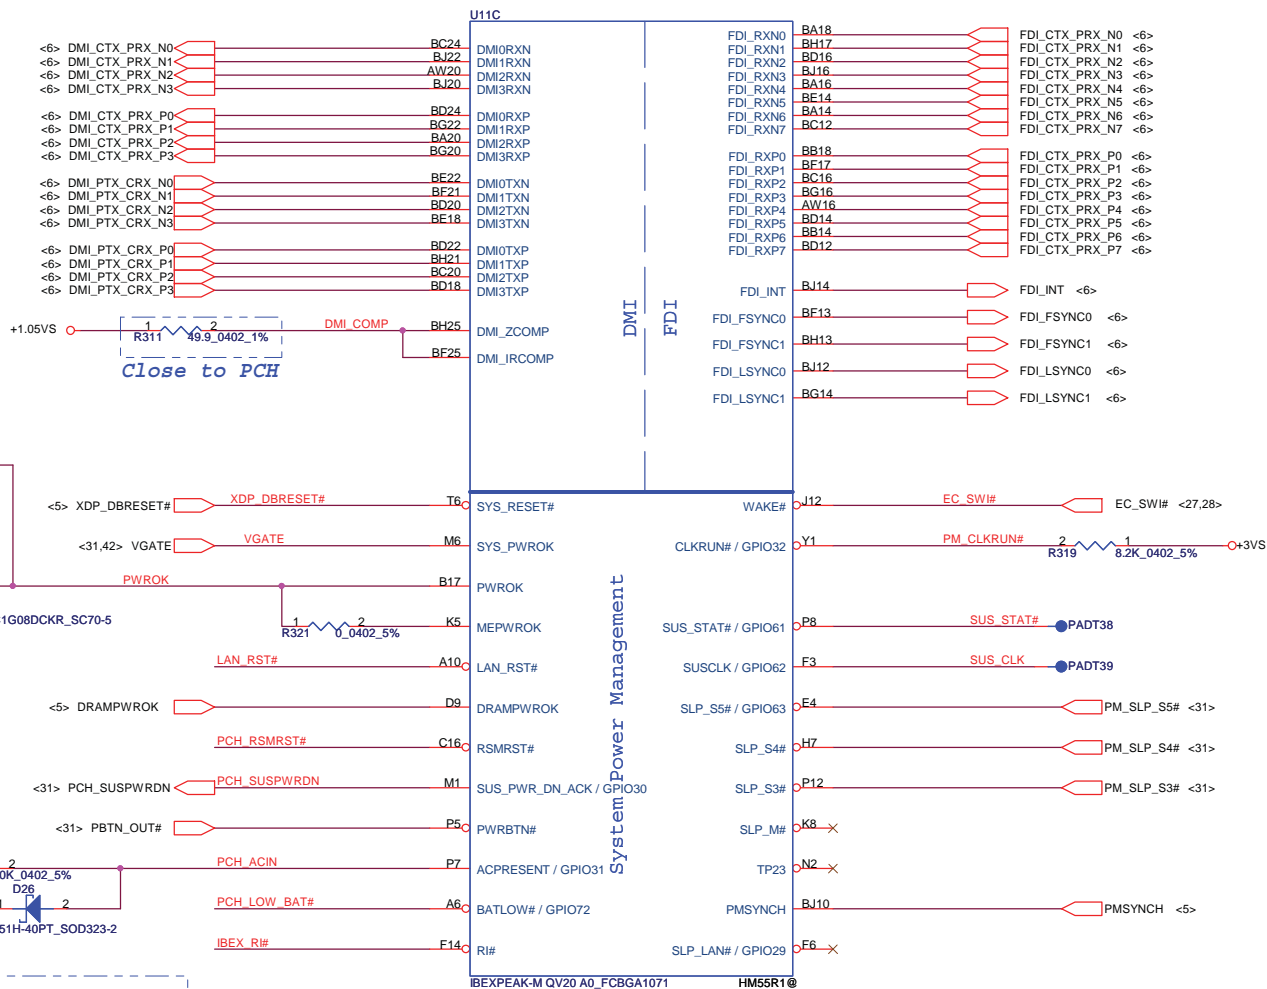 U11C
<6> DMI_CTX_PRX_N0 BC24 DMI0RXN
<6> DMI_CTX_PRX_N1 BJ22 DMI1RXN
<6> DMI_CTX_PRX_N2 AW20 DMI2RXN
<6> DMI_CTX_PRX_N3 BJ20 DMI3RXN
<6> DMI_CTX_PRX_P0 BD24 DMI0RXP
<6> DMI_CTX_PRX_P1 BG22 DMI1RXP
<6> DMI_CTX_PRX_P2 BA20 DMI2RXP
<6> DMI_CTX_PRX_P3 BG20 DMI3RXP
<6> DMI_PTX_CRX_N0 BE22 DMI0TXN
<6> DMI_PTX_CRX_N1 BF21 DMI1TXN
<6> DMI_PTX_CRX_N2 BD20 DMI2TXN
<6> DMI_PTX_CRX_N3 BE18 DMI3TXN
<6> DMI_PTX_CRX_P0 BD22 DMI0TXP
<6> DMI_PTX_CRX_P1 BH21 DMI1TXP
<6> DMI_PTX_CRX_P2 BC20 DMI2TXP
<6> DMI_PTX_CRX_P3 BD18 DMI3TXP
+1.05VS 1 2 DMI_COMP BH25 DMI_ZCOMP
R311 49.9_0402_1%
BF25 DMI_IRCOMP
Close to PCH
DMI
FDI
FDI_RXN0 BA18 FDI_CTX_PRX_N0 <6>
FDI_RXN1 BH17 FDI_CTX_PRX_N1 <6>
FDI_RXN2 BD16 FDI_CTX_PRX_N2 <6>
FDI_RXN3 BJ16 FDI_CTX_PRX_N3 <6>
FDI_RXN4 BA16 FDI_CTX_PRX_N4 <6>
FDI_RXN5 BE14 FDI_CTX_PRX_N5 <6>
FDI_RXN6 BA14 FDI_CTX_PRX_N6 <6>
FDI_RXN7 BC12 FDI_CTX_PRX_N7 <6>
FDI_RXP0 BB18 FDI_CTX_PRX_P0 <6>
FDI_RXP1 BF17 FDI_CTX_PRX_P1 <6>
FDI_RXP2 BC16 FDI_CTX_PRX_P2 <6>
FDI_RXP3 BG16 FDI_CTX_PRX_P3 <6>
FDI_RXP4 AW16 FDI_CTX_PRX_P4 <6>
FDI_RXP5 BD14 FDI_CTX_PRX_P5 <6>
FDI_RXP6 BB14 FDI_CTX_PRX_P6 <6>
FDI_RXP7 BD12 FDI_CTX_PRX_P7 <6>
FDI_INT BJ14 FDI_INT <6>
FDI_FSYNC0 BF13 FDI_FSYNC0 <6>
FDI_FSYNC1 BH13 FDI_FSYNC1 <6>
FDI_LSYNC0 BJ12 FDI_LSYNC0 <6>
FDI_LSYNC1 BG14 FDI_LSYNC1 <6>
<5> XDP_DBRESET# XDP_DBRESET# T6 SYS_RESET#
<31,42> VGATE VGATE M6 SYS_PWROK
PWROK B17 PWROK
1G08DCKR_SC70-5
1 2 K5 MEPWROK
R321 0_0402_5%
LAN_RST# A10 LAN_RST#
<5> DRAMPWROK D9 DRAMPWROK
PCH_RSMRST# C16 RSMRST#
<31> PCH_SUSPWRDN PCH_SUSPWRDN M1 SUS_PWR_DN_ACK / GPIO30
<31> PBTN_OUT# P5 PWRBTN#
2 PCH_ACIN P7 ACPRESENT / GPIO31
0K_0402_5%
D26
1 2 PCH_LOW_BAT# A6 BATLOW# / GPIO72
51H-40PT_SOD323-2
IBEX_RI# F14 RI#
System Power Management
WAKE# J12 EC_SWI# EC_SWI# <27,28>
CLKRUN# / GPIO32 Y1 PM_CLKRUN# 2 1 +3VS
R319 8.2K_0402_5%
SUS_STAT# / GPIO61 P8 SUS_STAT# PADT38
SUSCLK / GPIO62 F3 SUS_CLK PADT39
SLP_S5# / GPIO63 E4 PM_SLP_S5# <31>
SLP_S4# H7 PM_SLP_S4# <31>
SLP_S3# P12 PM_SLP_S3# <31>
SLP_M# K8
TP23 N2
PMSYNCH BJ10 PMSYNCH <5>
SLP_LAN# / GPIO29 F6
IBEXPEAK-M QV20 A0_FCBGA1071 HM55R1@